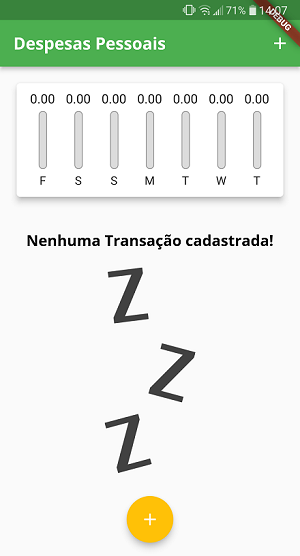 71% 14:07
DEBUG
Despesas Pessoais +
0.00 0.00 0.00 0.00 0.00 0.00 0.00
F S S M T W T
Nenhuma Transação cadastrada!
Z
Z
Z
+